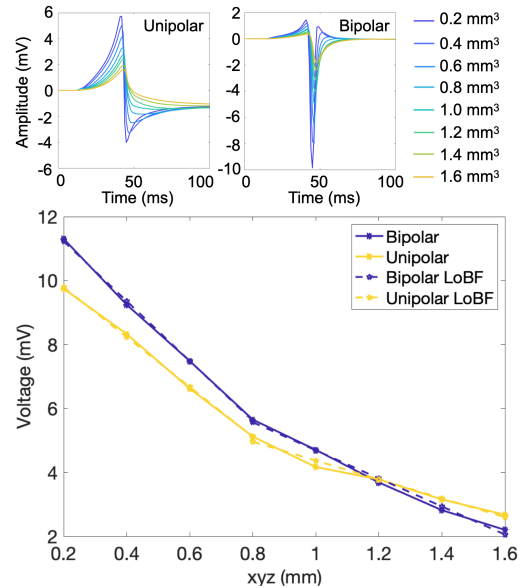 Unipolar
Amplitude (mV)
6
4
2
0
-2
-4
-6
0 50 100
Time (ms)
Bipolar
2
0
-2
-4
-6
-8
-10
0 50 100
Time (ms)
0.2 mm³
0.4 mm³
0.6 mm³
0.8 mm³
1.0 mm³
1.2 mm³
1.4 mm³
1.6 mm³
Voltage (mV)
12
10
8
6
4
2
Bipolar
Unipolar
Bipolar LoBF
Unipolar LoBF
0.2 0.4 0.6 0.8 1 1.2 1.4 1.6
xyz (mm)